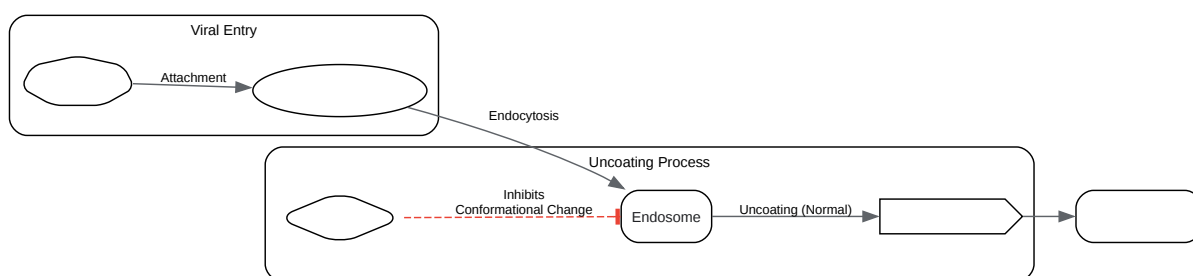 Viral Entry
Attachment
Endocytosis
Uncoating Process
Inhibits
Conformational Change
Endosome
Uncoating (Normal)